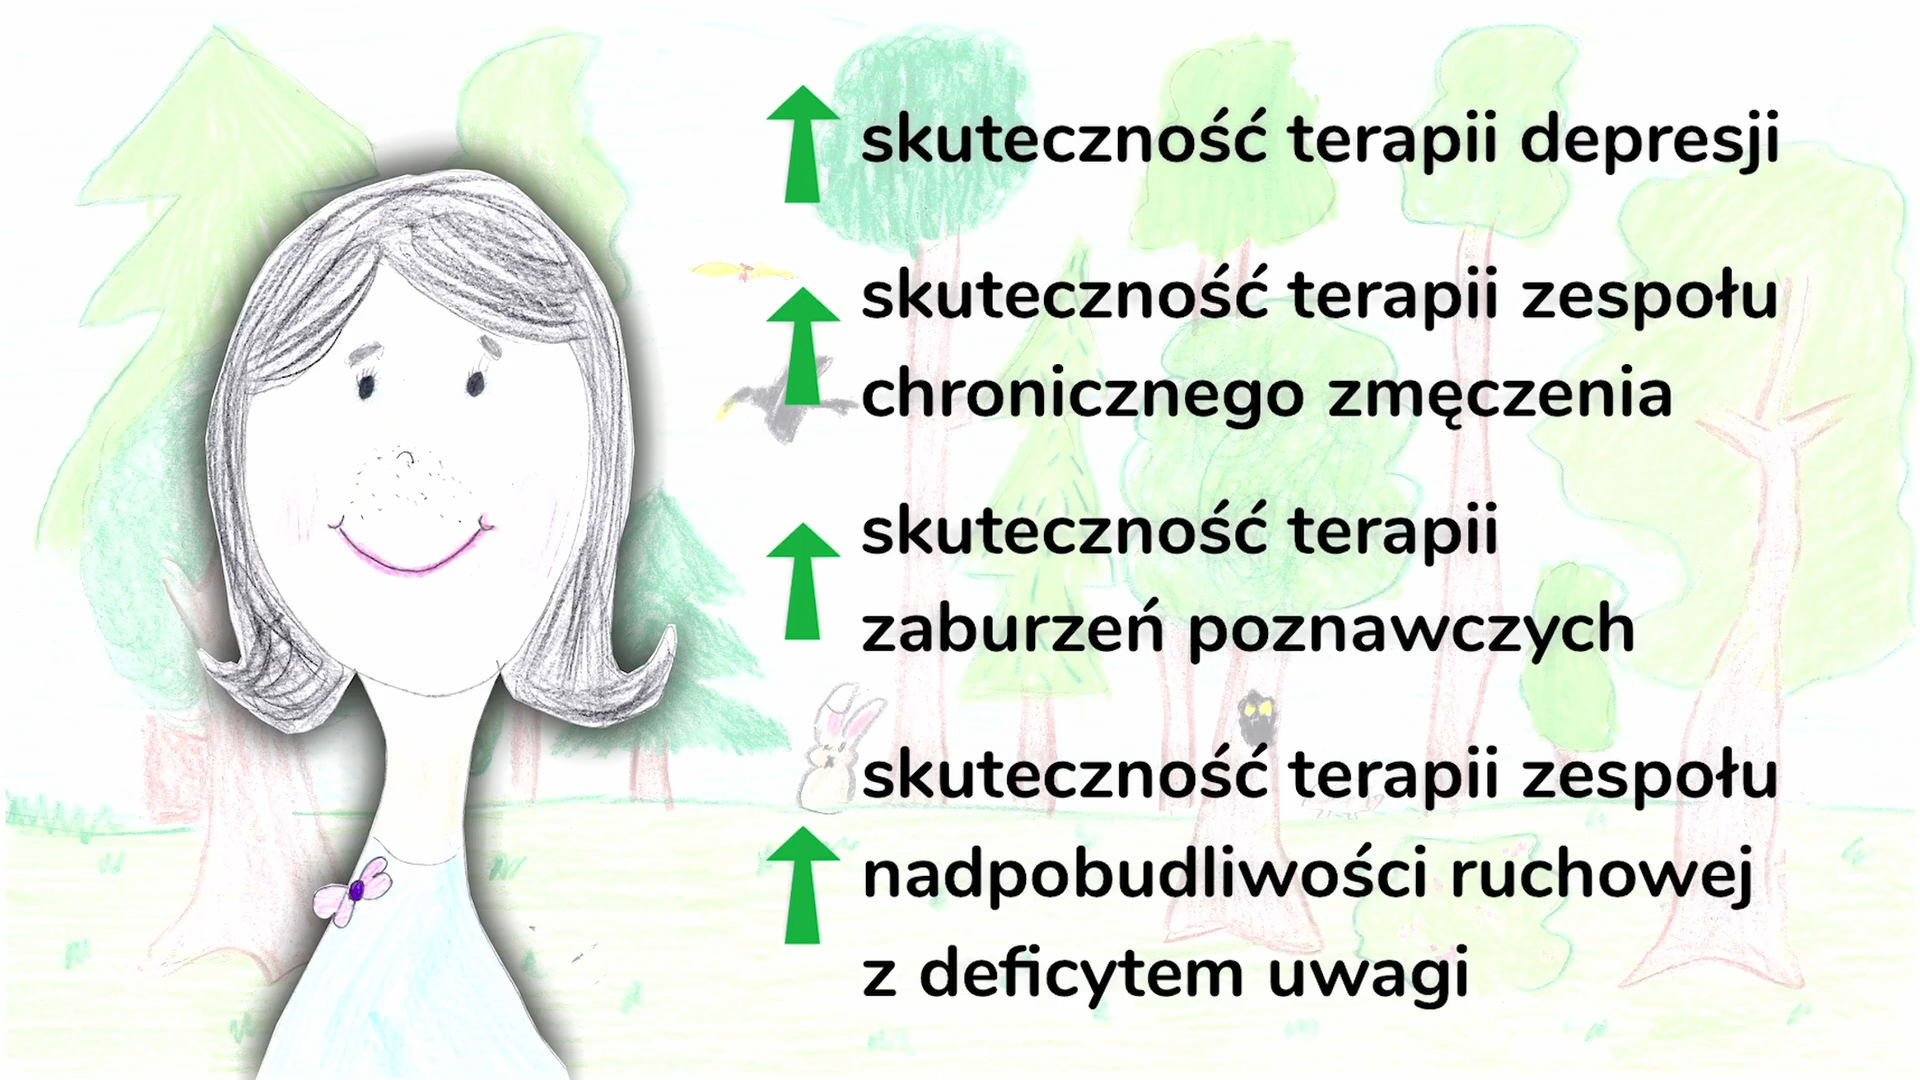 skuteczność terapii depresji
skuteczność terapii zespołu
chronicznego zmęczenia
skuteczność terapii
zaburzeń poznawczych
skuteczność terapii zespołu
nadpobudliwości ruchowej
z deficytem uwagi